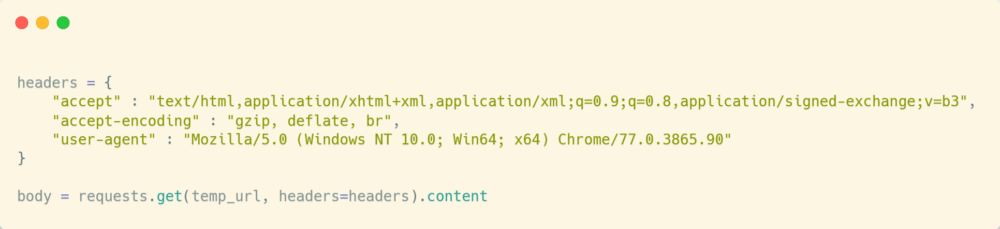 headers = {
    "accept" : "text/html,application/xhtml+xml,application/xml;q=0.9;q=0.8,application/signed-exchange;v=b3",
    "accept-encoding" : "gzip, deflate, br",
    "user-agent" : "Mozilla/5.0 (Windows NT 10.0; Win64; x64) Chrome/77.0.3865.90"
}

body = requests.get(temp_url, headers=headers).content